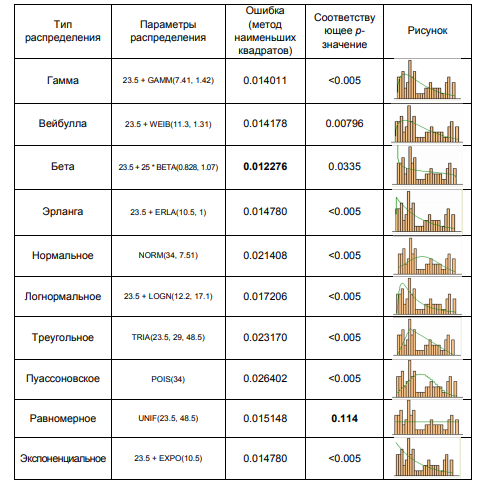 Тип распределения Параметры распределения Ошибка (метод наименьших квадратов) Соответству ющее p-значение Рисунок
Гамма 23.5 + GAMM(7.41, 1.42) 0.014011 <0.005
Вейбулла 23.5 + WEIB(11.3, 1.31) 0.014178 0.00796
Бета 23.5 + 25 * BETA(0.828, 1.07) 0.012276 0.0335
Эрланга 23.5 + ERLA(10.5, 1) 0.014780 <0.005
Нормальное NORM(34, 7.51) 0.021408 <0.005
Логнормальное 23.5 + LOGN(12.2, 17.1) 0.017206 <0.005
Треугольное TRIA(23.5, 29, 48.5) 0.023170 <0.005
Пуассоновское POIS(34) 0.026402 <0.005
Равномерное UNIF(23.5, 48.5) 0.015148 0.114
Экспоненциальное 23.5 + EXPO(10.5) 0.014780 <0.005